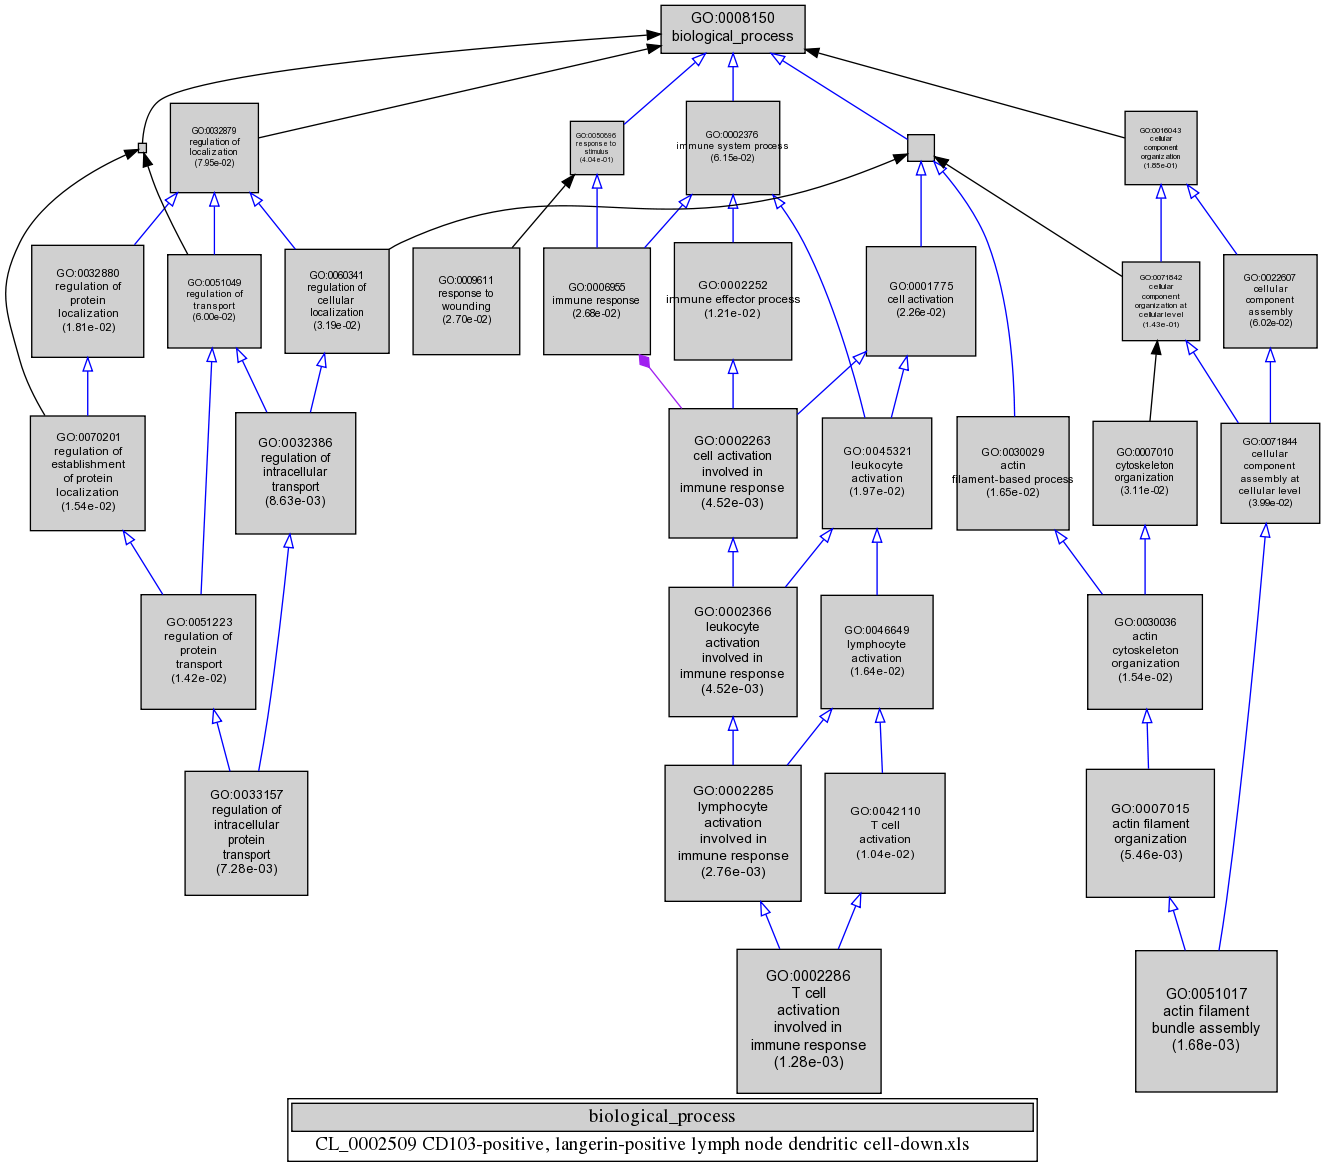 GO:0008150
biological_process
GO:0032879
regulation of
localization
(7.95e-02)
GO:0050896
response to
stimulus
(4.04e-01)
GO:0002376
immune system process
(6.15e-02)
GO:0016043
cellular
component
organization
(1.85e-01)
GO:0032880
regulation of
protein
localization
(1.81e-02)
GO:0051049
regulation of
transport
(6.00e-02)
GO:0060341
regulation of
cellular
localization
(3.19e-02)
GO:0009611
response to
wounding
(2.70e-02)
GO:0006955
immune response
(2.68e-02)
GO:0002252
immune effector process
(1.21e-02)
GO:0001775
cell activation
(2.26e-02)
GO:0071842
cellular
component
organization at
cellular level
(1.43e-01)
GO:0022607
cellular
component
assembly
(6.02e-02)
GO:0070201
regulation of
establishment
of protein
localization
(1.54e-02)
GO:0032386
regulation of
intracellular
transport
(8.63e-03)
GO:0002263
cell activation
involved in
immune response
(4.52e-03)
GO:0045321
leukocyte
activation
(1.97e-02)
GO:0030029
actin
filament-based process
(1.65e-02)
GO:0007010
cytoskeleton
organization
(3.11e-02)
GO:0071844
cellular
component
assembly at
cellular level
(3.99e-02)
GO:0051223
regulation of
protein
transport
(1.42e-02)
GO:0002366
leukocyte
activation
involved in
immune response
(4.52e-03)
GO:0046649
lymphocyte
activation
(1.64e-02)
GO:0030036
actin
cytoskeleton
organization
(1.54e-02)
GO:0033157
regulation of
intracellular
protein
transport
(7.28e-03)
GO:0002285
lymphocyte
activation
involved in
immune response
(2.76e-03)
GO:0042110
T cell
activation
(1.04e-02)
GO:0007015
actin filament
organization
(5.46e-03)
GO:0002286
T cell
activation
involved in
immune response
(1.28e-03)
GO:0051017
actin filament
bundle assembly
(1.68e-03)
biological_process
CL_0002509 CD103-positive, langerin-positive lymph node dendritic cell-down.xls